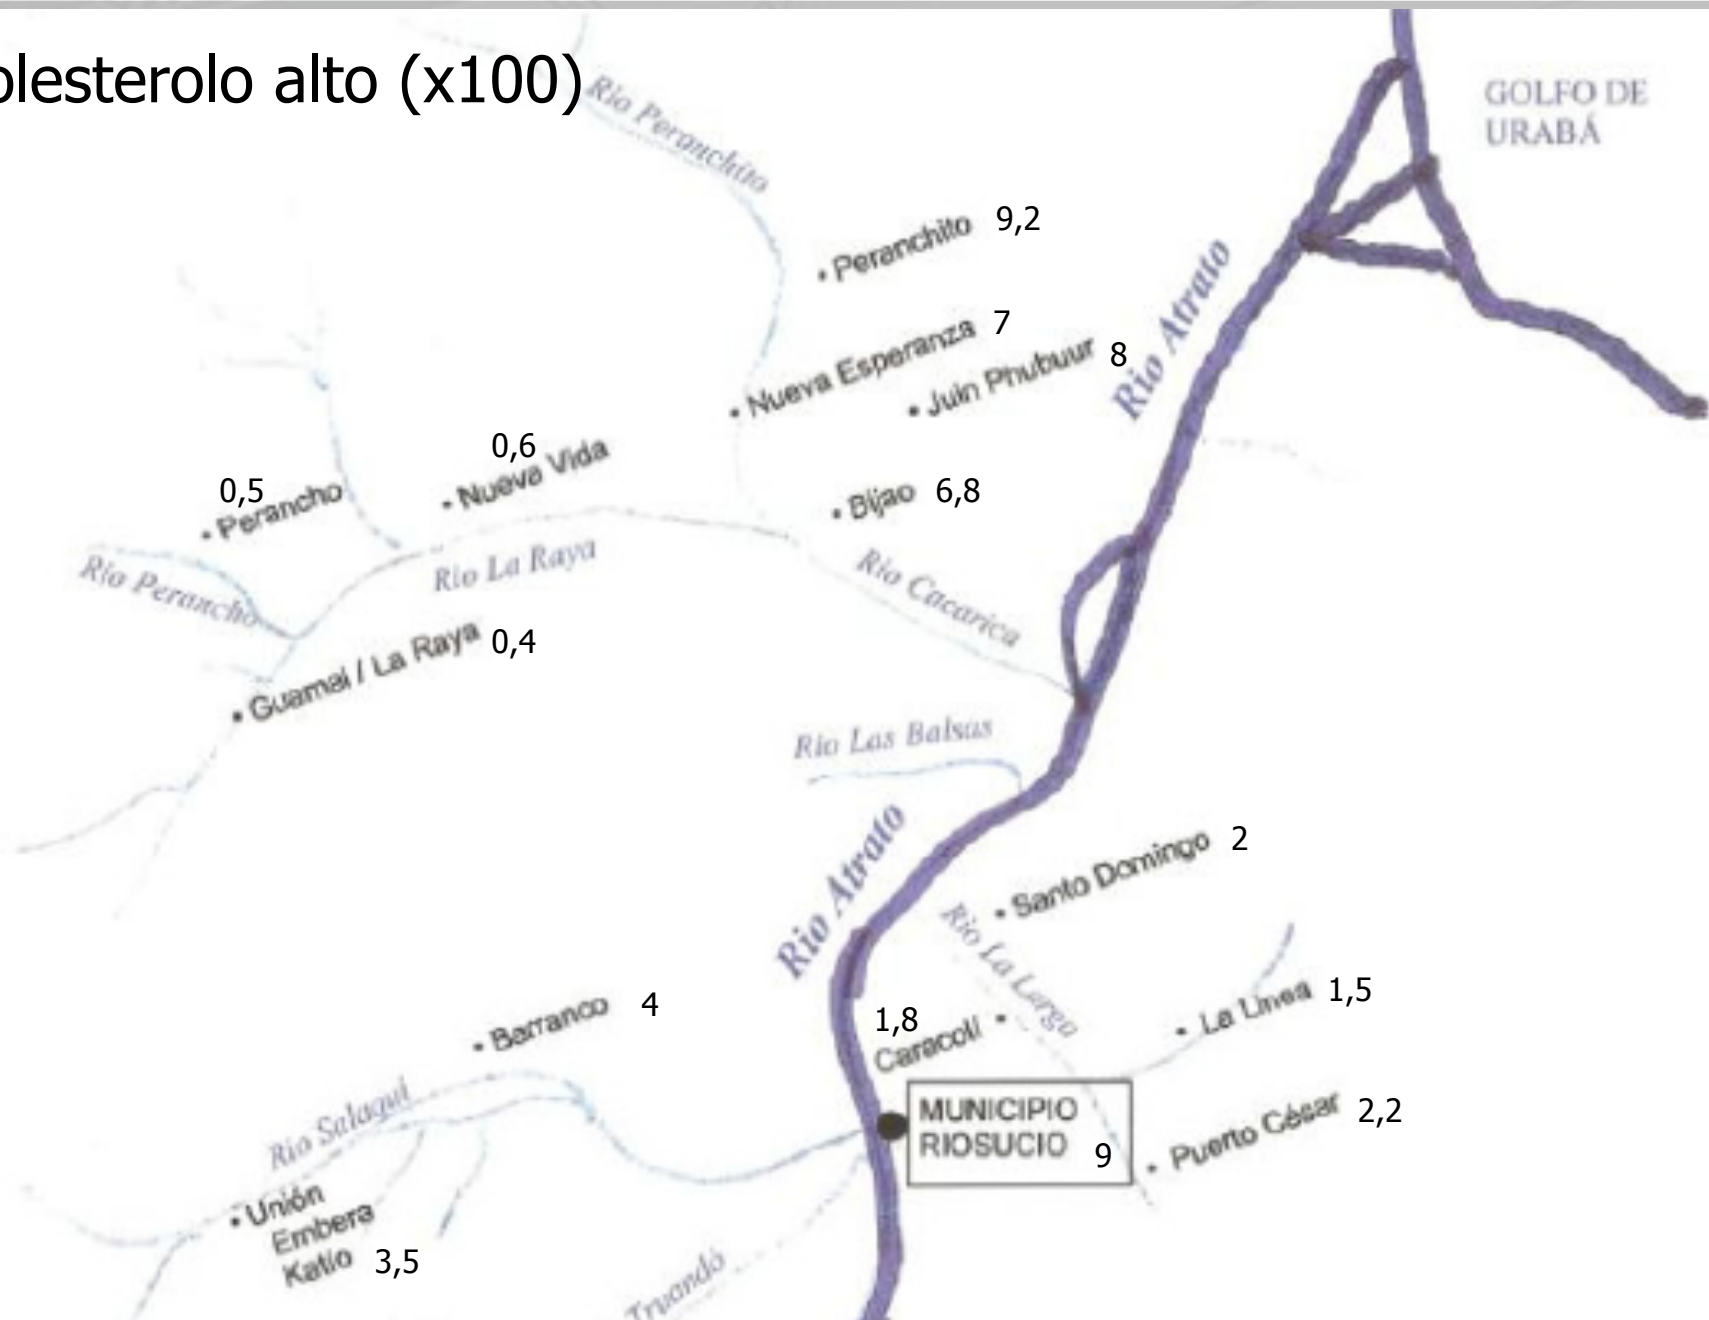 olesterolo alto (x100)
GOLFO DE
URABÁ
Rio Peranchito
Peranchito 9,2
Rio Atrato
Nueva Esperanza 7
Juin Phubuur 8
0,6
Nueva Vida
0,5
Perancho
Bijao 6,8
Rio La Raya
Rio Perancho
Rio Cacarica
Guamal / La Raya 0,4
Rio Las Balsas
Rio Atrato
Santo Domingo 2
Rio La Larga
Barranco 4
1,8
Caracolí
La Linea 1,5
Rio Salaquí
MUNICIPIO
RIOSUCIO 9
Puerto César 2,2
Unión
Embera
Katío 3,5
Truandó